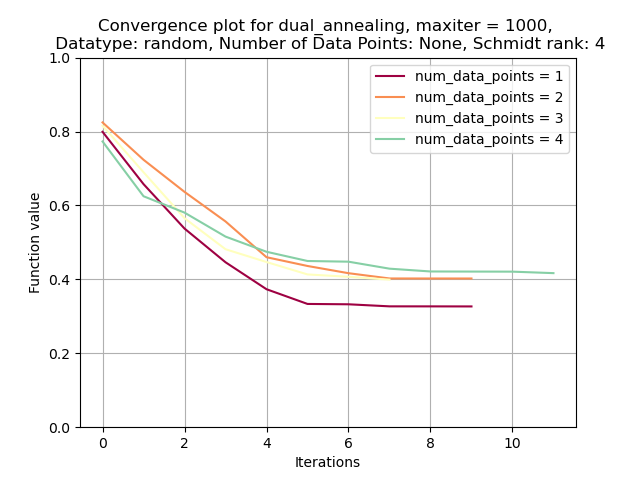 Convergence plot for dual_annealing, maxiter = 1000,
Datatype: random, Number of Data Points: None, Schmidt rank: 4
1.0
0.8
0.6
0.4
0.2
0.0
Function value
num_data_points = 1
num_data_points = 2
num_data_points = 3
num_data_points = 4
0 2 4 6 8 10
Iterations